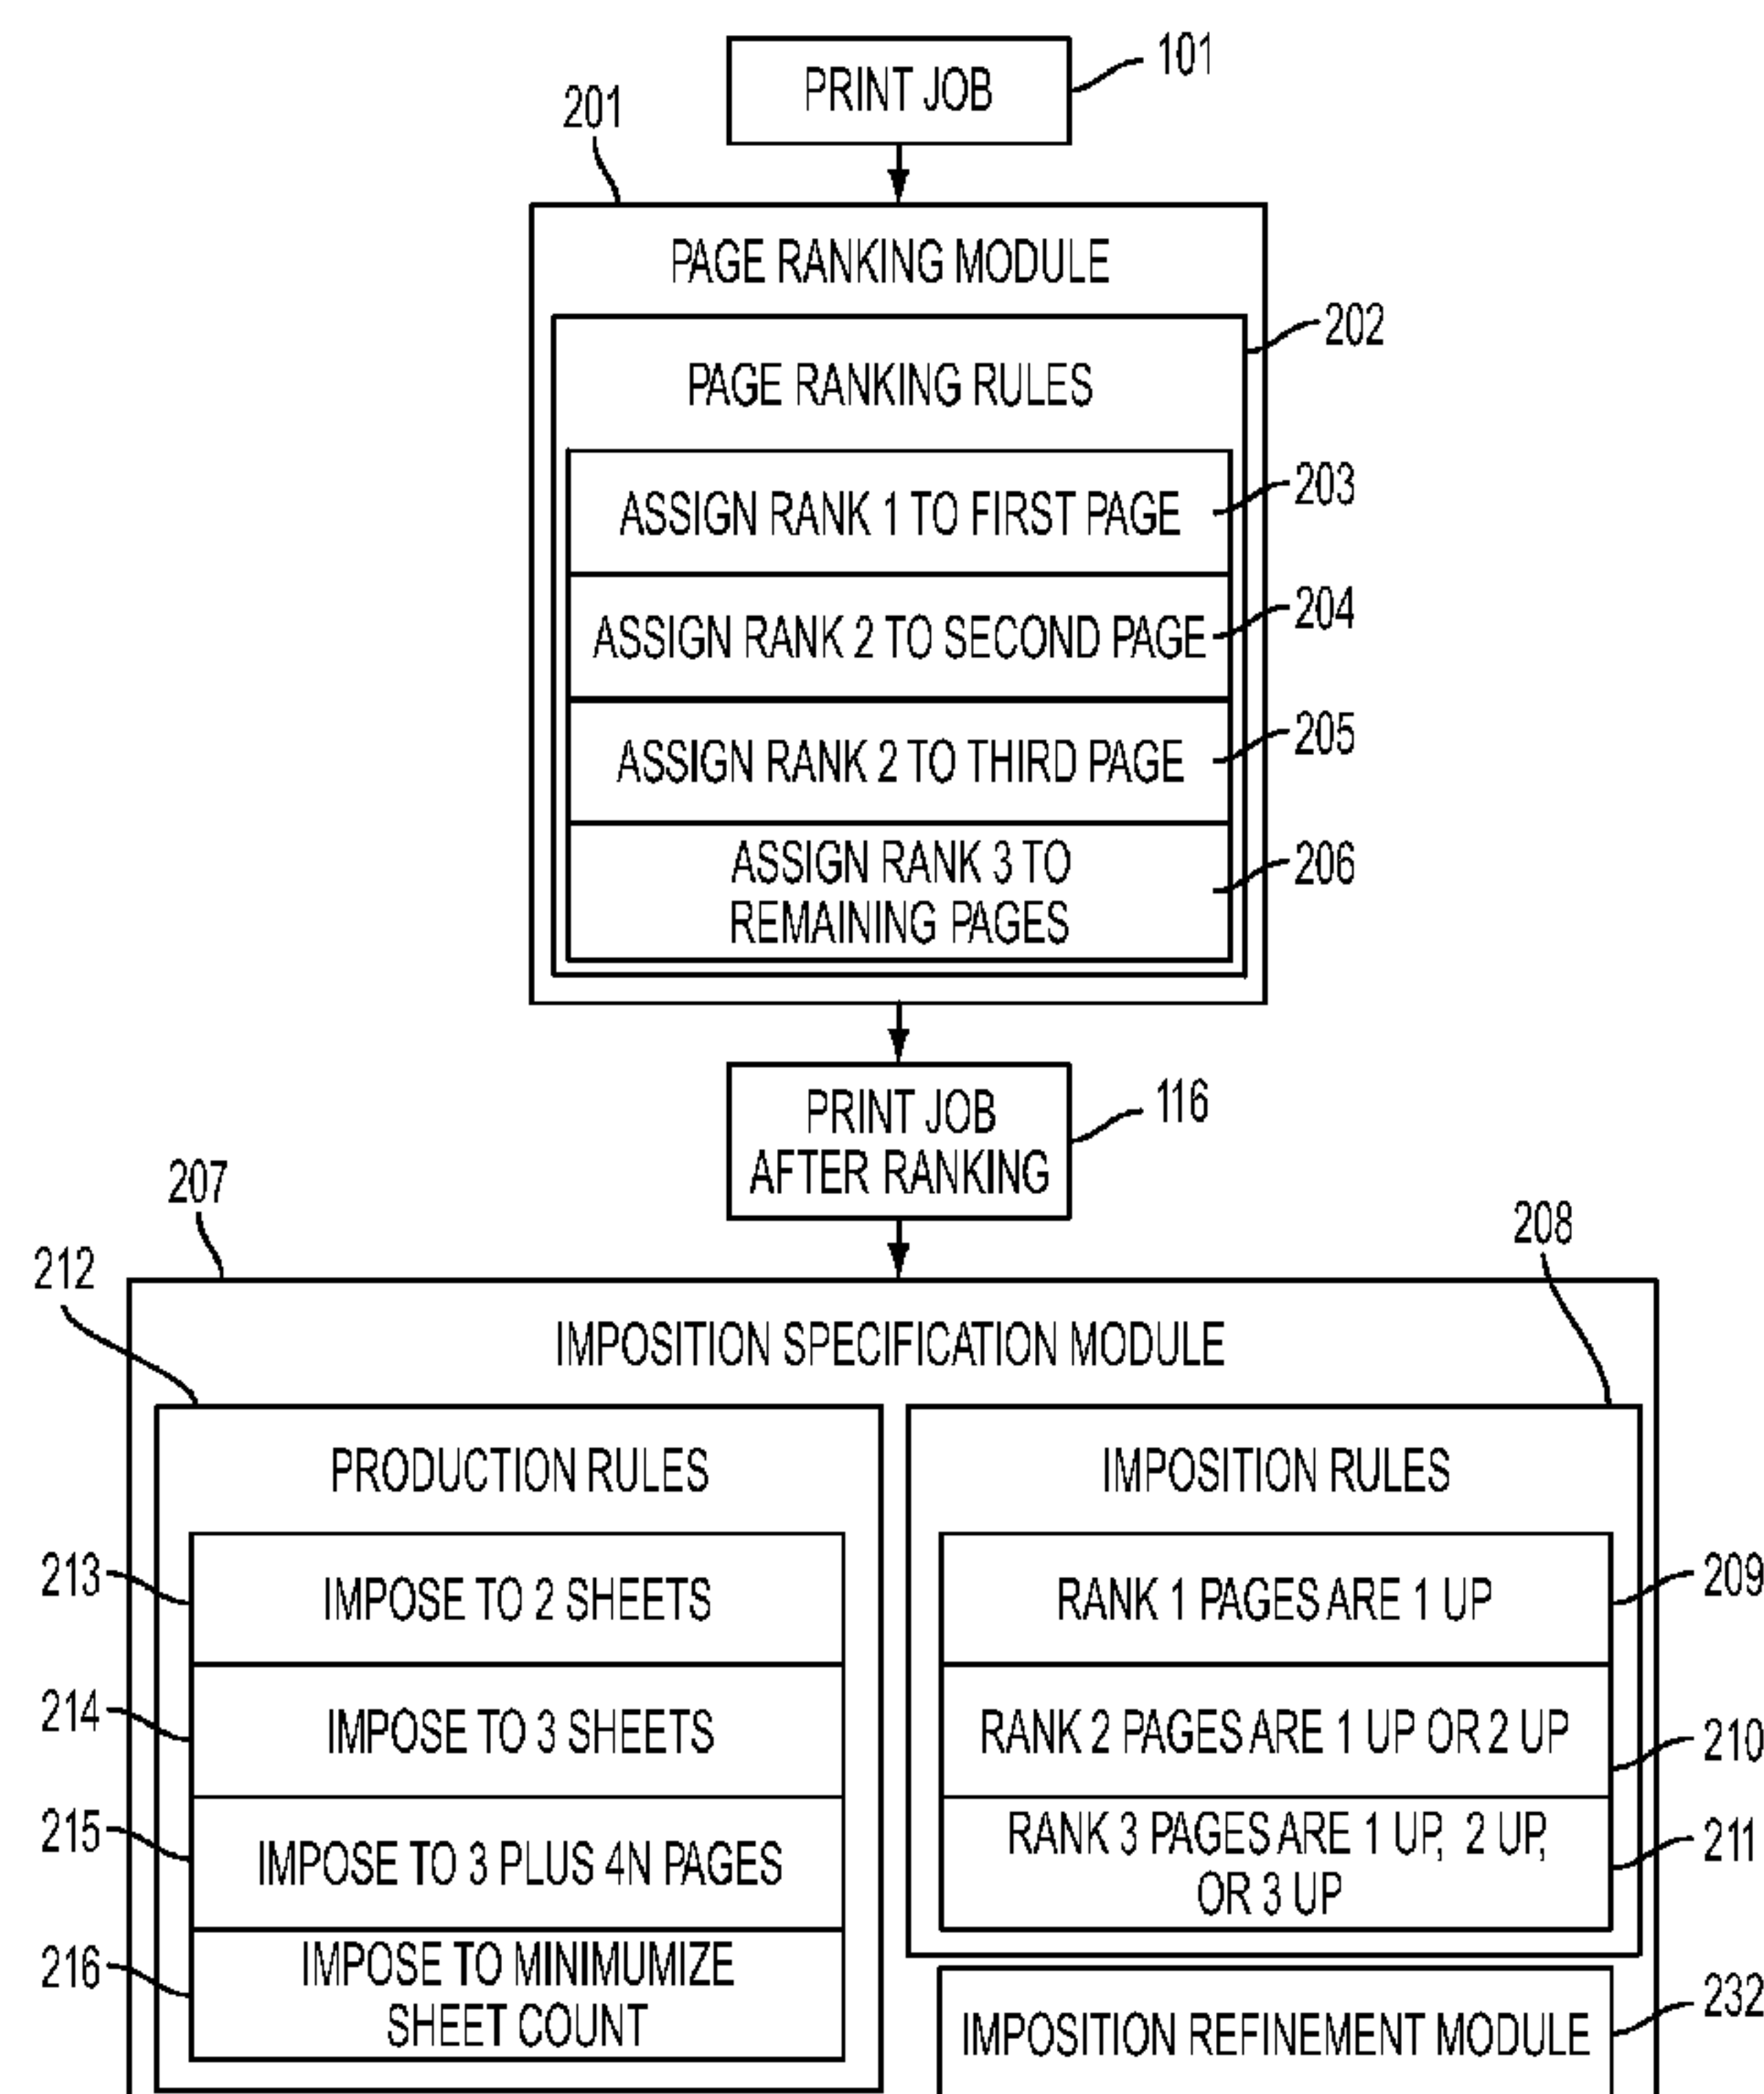 PRINT JOB
101
201
PAGE RANKING MODULE
202
PAGE RANKING RULES
ASSIGN RANK 1 TO FIRST PAGE
203
ASSIGN RANK 2 TO SECOND PAGE
204
ASSIGN RANK 2 TO THIRD PAGE
205
ASSIGN RANK 3 TO
REMAINING PAGES
206
PRINT JOB
AFTER RANKING
116
207
208
212
IMPOSITION SPECIFICATION MODULE
PRODUCTION RULES
213
IMPOSE TO 2 SHEETS
214
IMPOSE TO 3 SHEETS
215
IMPOSE TO 3 PLUS 4N PAGES
216
IMPOSE TO MINIMUMIZE
SHEET COUNT
IMPOSITION RULES
RANK 1 PAGES ARE 1 UP
209
RANK 2 PAGES ARE 1 UP OR 2 UP
210
RANK 3 PAGES ARE 1 UP, 2 UP,
OR 3 UP
211
IMPOSITION REFINEMENT MODULE
232